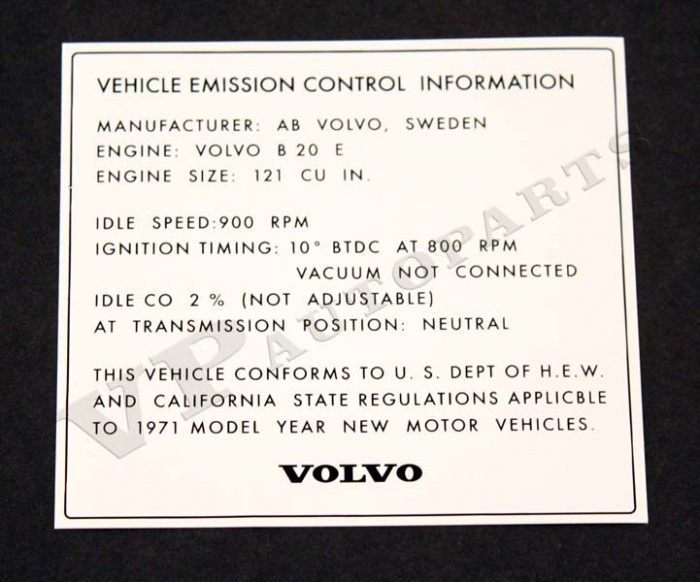 VEHICLE EMISSION CONTROL INFORMATION
MANUFACTURER: AB VOLVO, SWEDEN
ENGINE: VOLVO B 20 E
ENGINE SIZE: 121 CU IN.
IDLE SPEED:900 RPM
IGNITION TIMING: 10° BTDC AT 800 RPM
VACUUM NOT CONNECTED
IDLE CO 2 % (NOT ADJUSTABLE)
AT TRANSMISSION POSITION: NEUTRAL
THIS VEHICLE CONFORMS TO U. S. DEPT OF H.E.W.
AND CALIFORNIA STATE REGULATIONS APPLICBLE
TO 1971 MODEL YEAR NEW MOTOR VEHICLES.
VOLVO
VP AUTOPARTS